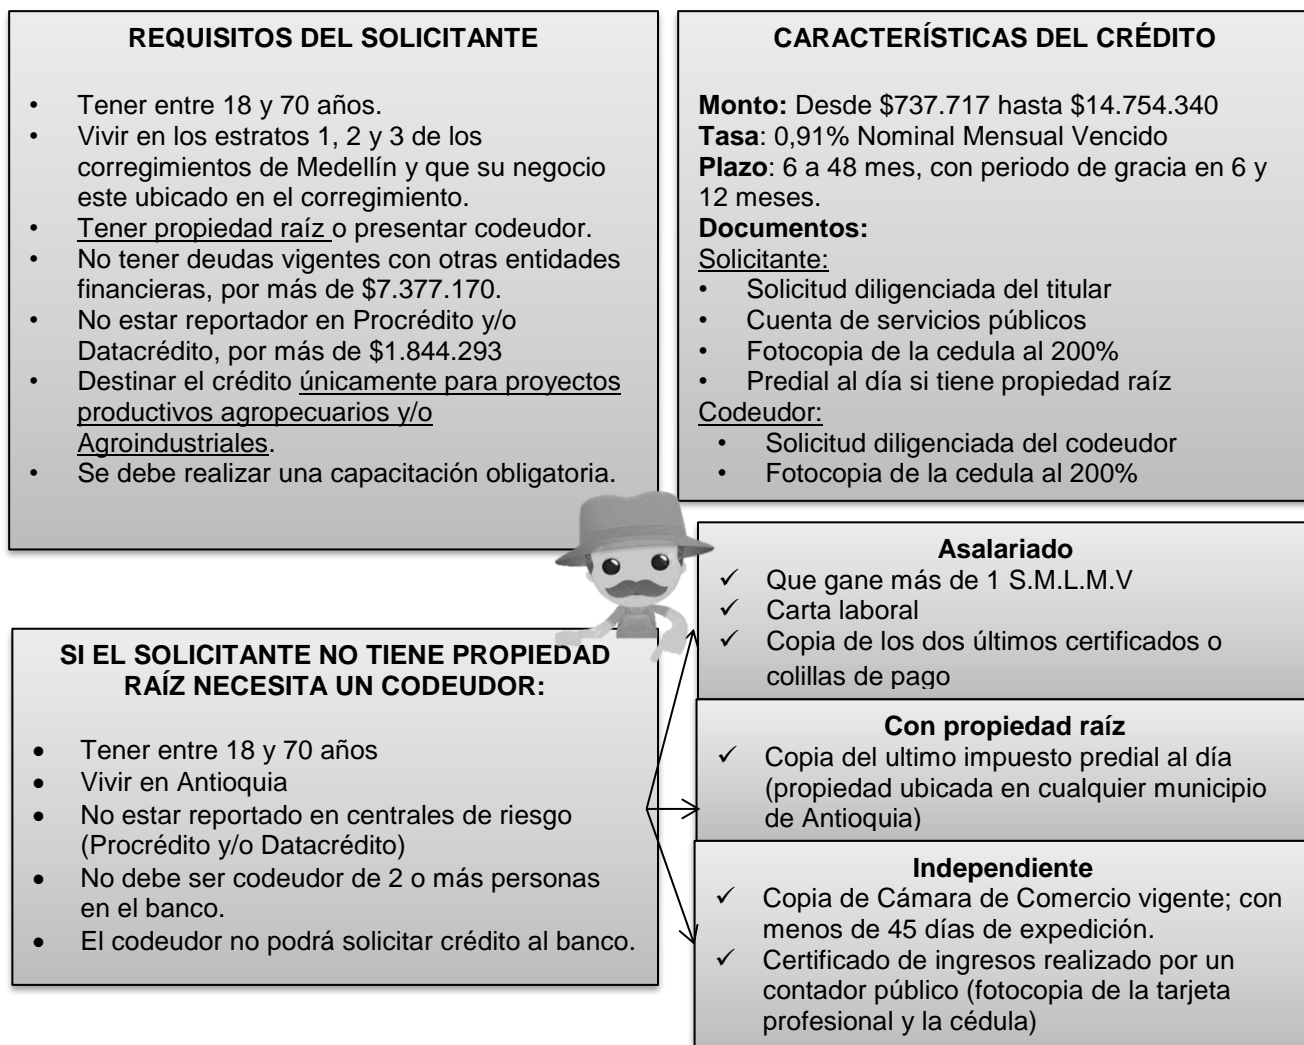 REQUISITOS DEL SOLICITANTE
• Tener entre 18 y 70 años.
• Vivir en los estratos 1, 2 y 3 de los
corregimientos de Medellín y que su negocio
este ubicado en el corregimiento.
• Tener propiedad raíz o presentar codeudor.
• No tener deudas vigentes con otras entidades
financieras, por más de $7.377.170.
• No estar reportador en Procrédito y/o
Datacrédito, por más de $1.844.293
• Destinar el crédito únicamente para proyectos
productivos agropecuarios y/o
Agroindustriales.
• Se debe realizar una capacitación obligatoria.
CARACTERÍSTICAS DEL CRÉDITO
Monto: Desde $737.717 hasta $14.754.340
Tasa: 0,91% Nominal Mensual Vencido
Plazo: 6 a 48 mes, con periodo de gracia en 6 y
12 meses.
Documentos:
Solicitante:
• Solicitud diligenciada del titular
• Cuenta de servicios públicos
• Fotocopia de la cedula al 200%
• Predial al día si tiene propiedad raíz
Codeudor:
• Solicitud diligenciada del codeudor
• Fotocopia de la cedula al 200%
SI EL SOLICITANTE NO TIENE PROPIEDAD
RAÍZ NECESITA UN CODEUDOR:
• Tener entre 18 y 70 años
• Vivir en Antioquia
• No estar reportado en centrales de riesgo
(Procrédito y/o Datacrédito)
• No debe ser codeudor de 2 o más personas
en el banco.
• El codeudor no podrá solicitar crédito al banco.
Asalariado
✓ Que gane más de 1 S.M.L.M.V
✓ Carta laboral
✓ Copia de los dos últimos certificados o
colillas de pago
Con propiedad raíz
✓ Copia del ultimo impuesto predial al día
(propiedad ubicada en cualquier municipio
de Antioquia)
Independiente
✓ Copia de Cámara de Comercio vigente; con
menos de 45 días de expedición.
✓ Certificado de ingresos realizado por un
contador público (fotocopia de la tarjeta
profesional y la cédula)